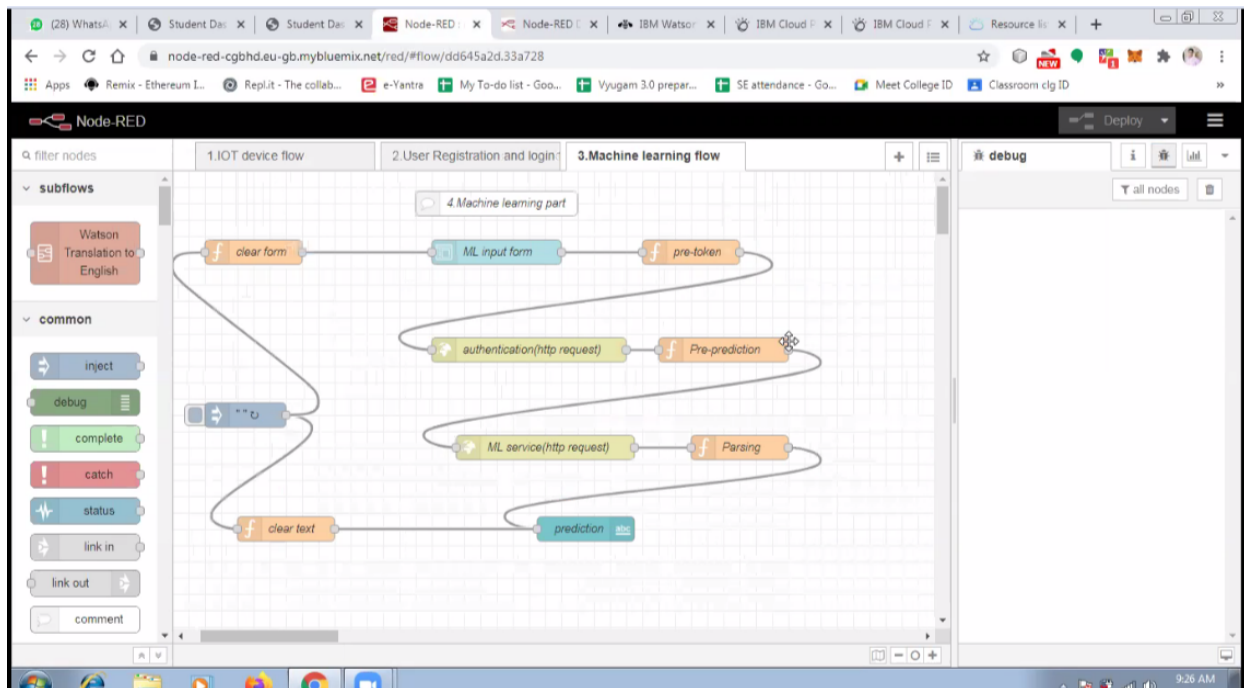 (28) WhatsA
Student Das
Student Das
Node-RED :
Node-RED D
IBM Watson
IBM Cloud P
IBM Cloud F
Resource lis
node-red-cgbhd.eu-gb.mybluemix.net/red/#flow/dd645a2d.33a728
NEW
1
Apps
Remix - Ethereum I...
Repl.it - The collab...
e-Yantra
My To-do list - Goo...
Vyugam 3.0 prepar...
SE attendance - Go...
Meet College ID
Classroom clg ID
Node-RED
Deploy
filter nodes
1.IOT device flow
2.User Registration and login
3.Machine learning flow
debug
subflows
all nodes
4.Machine learning part
Watson
Translation to
English
clear form
ML input form
pre-token
common
authentication(http request)
Pre-prediction
inject
debug
" "
complete
ML service(http request)
Parsing
catch
status
clear text
prediction
abc
link in
link out
comment
9:26 AM